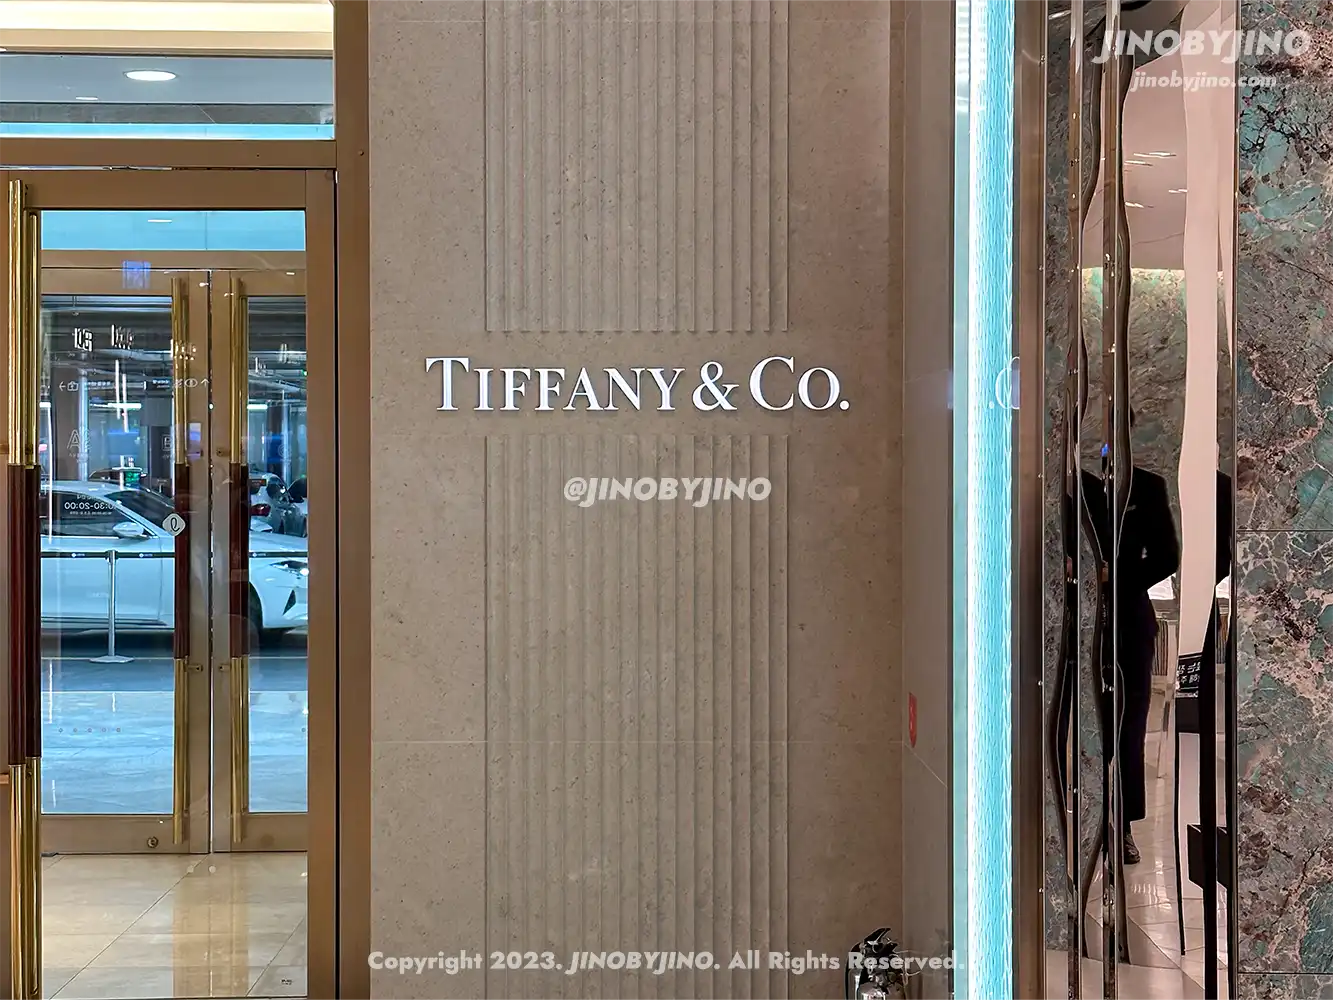 JINOBYJINO
jinobyjino.com
TIFFANY & CO.
@JINOBYJINO
Copyright 2023. JINOBYJINO. All Rights Reserved.